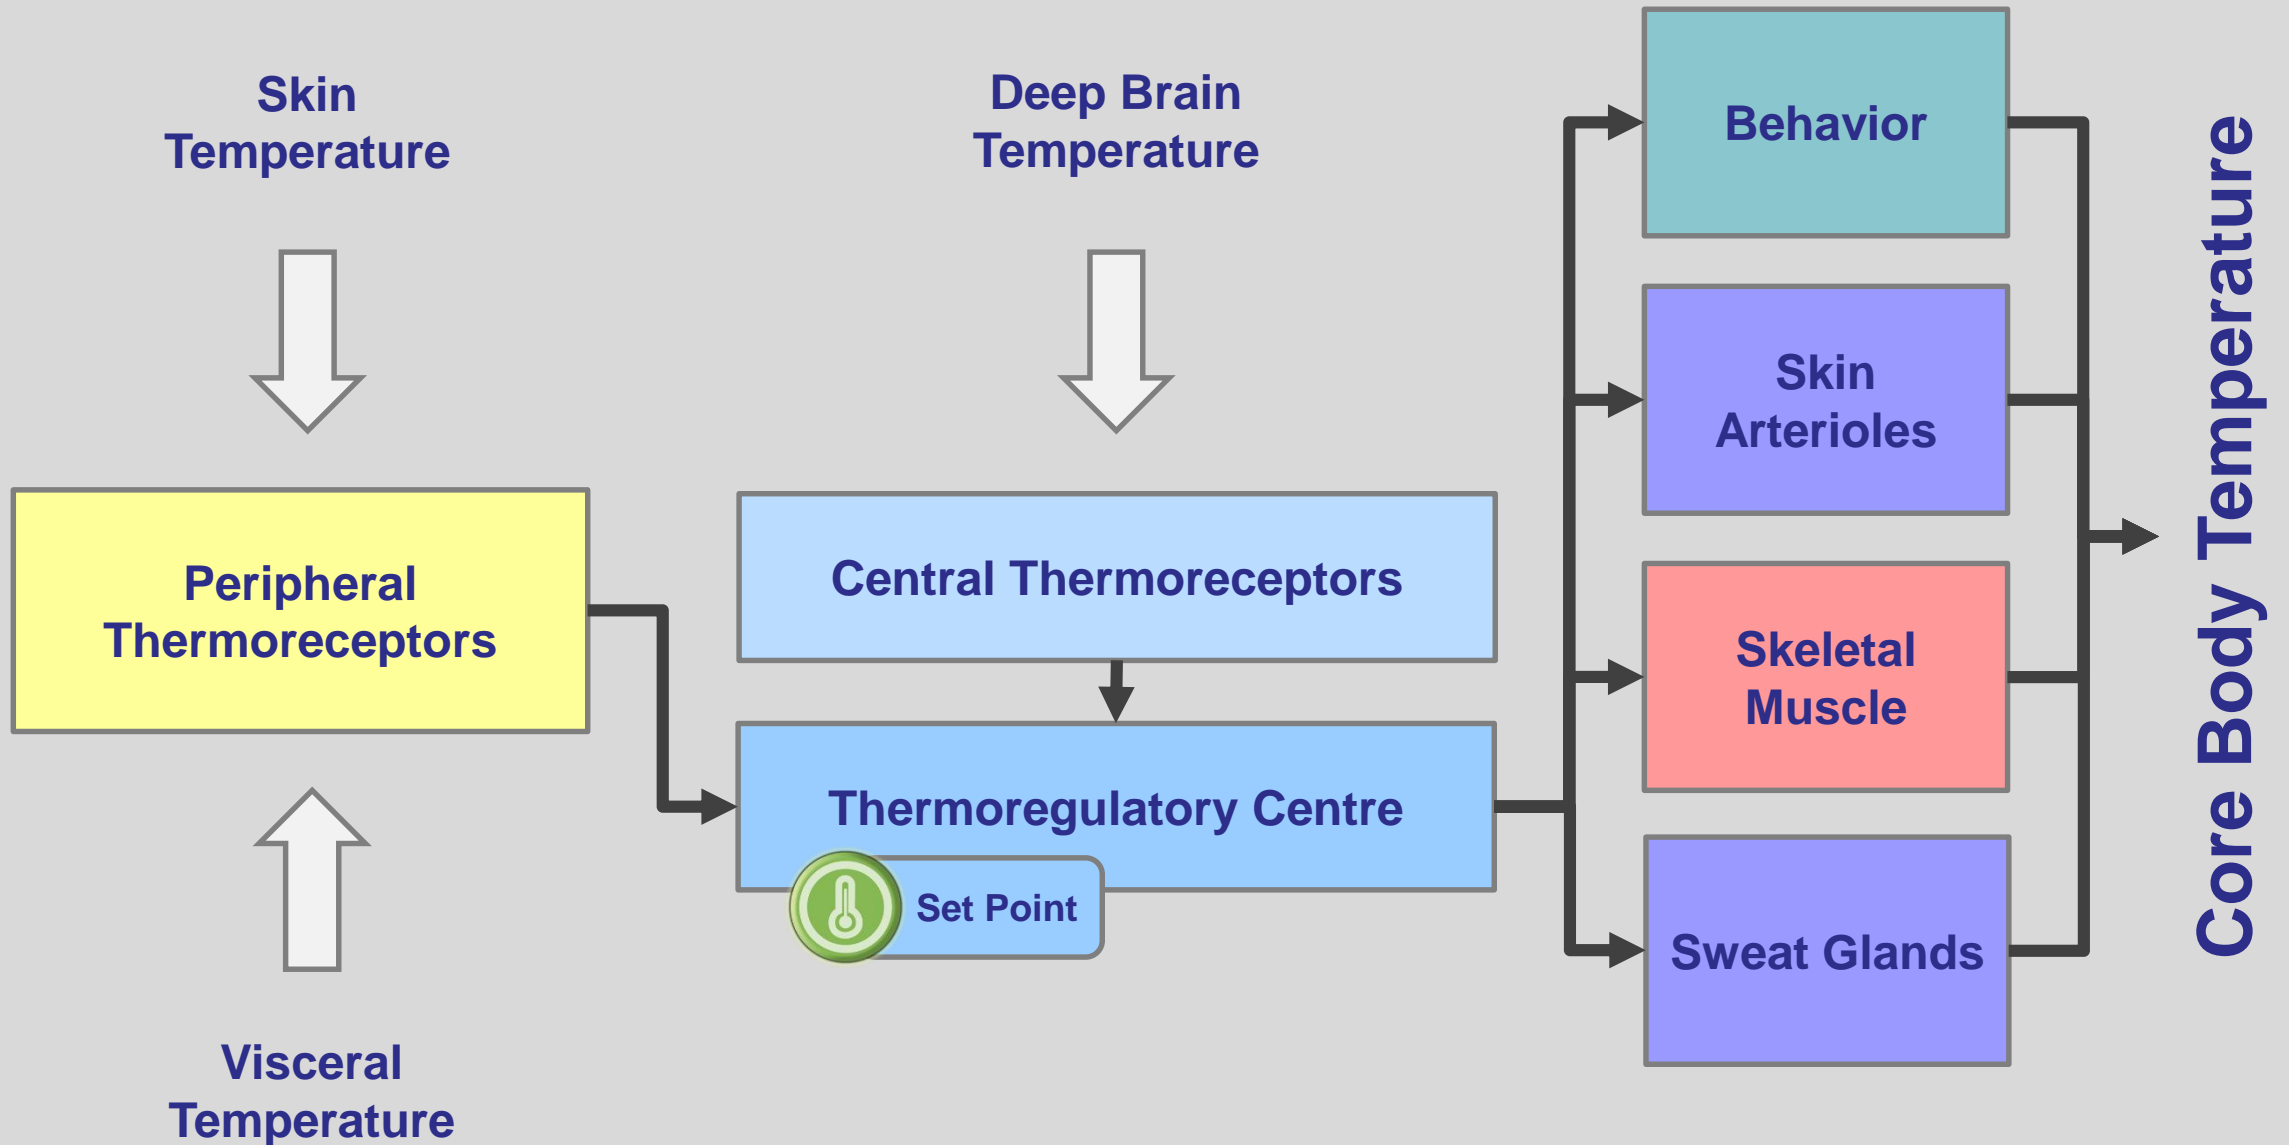 Skin
Temperature
Deep Brain
Temperature
Peripheral
Thermoreceptors
Central Thermoreceptors
Thermoregulatory Centre
Set Point
Visceral
Temperature
Behavior
Skin
Arterioles
Skeletal
Muscle
Sweat Glands
Core Body Temperature